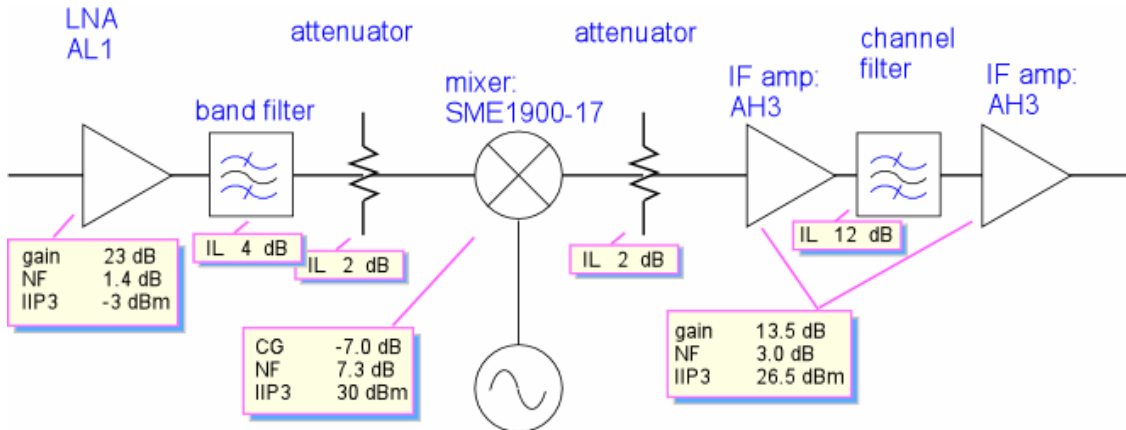 LNA
AL1
attenuator
attenuator
channel
filter
mixer:
SME1900-17
IF amp:
AH3
IF amp:
AH3
band filter
gain 23 dB
NF 1.4 dB
IIP3 -3 dBm
IL 4 dB
IL 2 dB
CG -7.0 dB
NF 7.3 dB
IIP3 30 dBm
IL 2 dB
IL 12 dB
gain 13.5 dB
NF 3.0 dB
IIP3 26.5 dBm